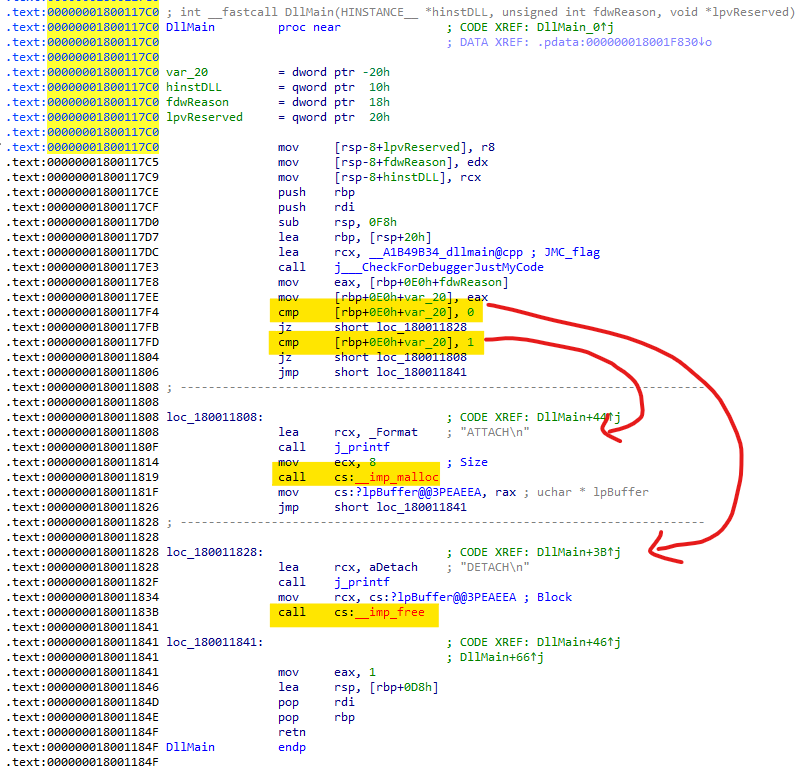 .text:00000001800117C0 ; int __fastcall DllMain(HINSTANCE__ *hinstDLL, unsigned int fdwReason, void *lpvReserved)
.text:00000001800117C0 DllMain proc near ; CODE XREF: DllMain_0↑j
.text:00000001800117C0 ; DATA XREF: .pdata:000000018001F830↓o
.text:00000001800117C0
.text:00000001800117C0 var_20 = dword ptr -20h
.text:00000001800117C0 hinstDLL = qword ptr 10h
.text:00000001800117C0 fdwReason = dword ptr 18h
.text:00000001800117C0 lpvReserved = qword ptr 20h
.text:00000001800117C0
.text:00000001800117C0 mov [rsp-8+lpvReserved], r8
.text:00000001800117C5 mov [rsp-8+fdwReason], edx
.text:00000001800117C9 mov [rsp-8+hinstDLL], rcx
.text:00000001800117CE push rbp
.text:00000001800117CF push rdi
.text:00000001800117D0 sub rsp, 0F8h
.text:00000001800117D7 lea rbp, [rsp+20h]
.text:00000001800117DC lea rcx, __A1B49B34_dllmain@cpp ; JMC_flag
.text:00000001800117E3 call j___CheckForDebuggerJustMyCode
.text:00000001800117E8 mov eax, [rbp+0E0h+fdwReason]
.text:00000001800117EE mov [rbp+0E0h+var_20], eax
.text:00000001800117F4 cmp [rbp+0E0h+var_20], 0
.text:00000001800117FB jz short loc_180011828
.text:00000001800117FD cmp [rbp+0E0h+var_20], 1
.text:0000000180011804 jz short loc_180011808
.text:0000000180011806 jmp short loc_180011841
.text:0000000180011808 ; ---------------------------------------------------------------------------
.text:0000000180011808
.text:0000000180011808 loc_180011808: ; CODE XREF: DllMain+44↑j
.text:0000000180011808 lea rcx, _Format ; "ATTACH\n"
.text:000000018001180F call j_printf
.text:0000000180011814 mov ecx, 8 ; Size
.text:0000000180011819 call cs:__imp_malloc
.text:000000018001181F mov cs:?lpBuffer@@3PEAEEA, rax ; uchar * lpBuffer
.text:0000000180011826 jmp short loc_180011841
.text:0000000180011828 ; ---------------------------------------------------------------------------
.text:0000000180011828
.text:0000000180011828 loc_180011828: ; CODE XREF: DllMain+3B↑j
.text:0000000180011828 lea rcx, aDetach ; "DETACH\n"
.text:000000018001182F call j_printf
.text:0000000180011834 mov rcx, cs:?lpBuffer@@3PEAEEA ; Block
.text:000000018001183B call cs:__imp_free
.text:0000000180011841
.text:0000000180011841 loc_180011841: ; CODE XREF: DllMain+46↑j
.text:0000000180011841 ; DllMain+66↑j
.text:0000000180011841 mov eax, 1
.text:0000000180011846 lea rsp, [rbp+0D8h]
.text:000000018001184D pop rdi
.text:000000018001184E pop rbp
.text:000000018001184F retn
.text:000000018001184F DllMain endp
.text:000000018001184F